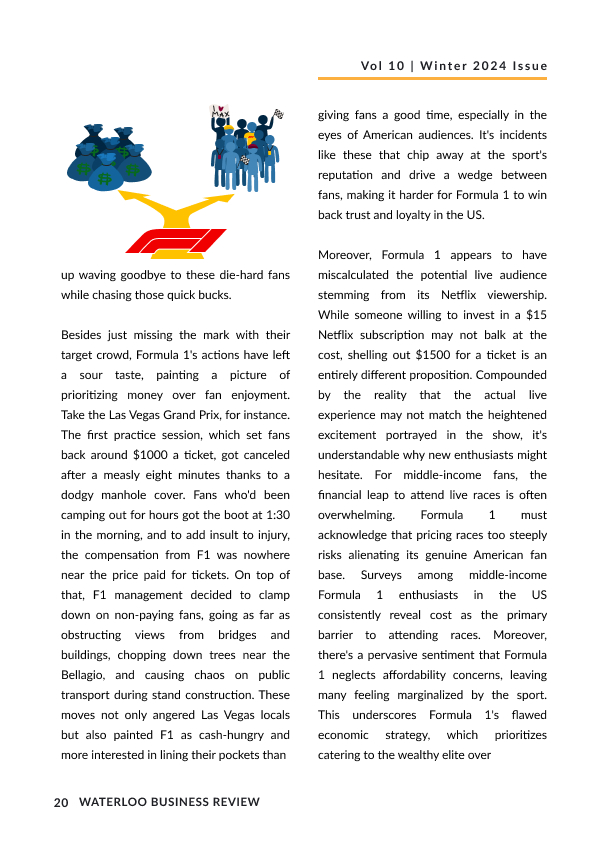 Vol 10 | Winter 2024 Issue
I ♥
MAX
up waving goodbye to these die-hard fans
while chasing those quick bucks.
Besides just missing the mark with their
target crowd, Formula 1's actions have left
a sour taste, painting a picture of
prioritizing money over fan enjoyment.
Take the Las Vegas Grand Prix, for instance.
The first practice session, which set fans
back around $1000 a ticket, got canceled
after a measly eight minutes thanks to a
dodgy manhole cover. Fans who'd been
camping out for hours got the boot at 1:30
in the morning, and to add insult to injury,
the compensation from F1 was nowhere
near the price paid for tickets. On top of
that, F1 management decided to clamp
down on non-paying fans, going as far as
obstructing views from bridges and
buildings, chopping down trees near the
Bellagio, and causing chaos on public
transport during stand construction. These
moves not only angered Las Vegas locals
but also painted F1 as cash-hungry and
more interested in lining their pockets than
giving fans a good time, especially in the
eyes of American audiences. It's incidents
like these that chip away at the sport's
reputation and drive a wedge between
fans, making it harder for Formula 1 to win
back trust and loyalty in the US.
Moreover, Formula 1 appears to have
miscalculated the potential live audience
stemming from its Netflix viewership.
While someone willing to invest in a $15
Netflix subscription may not balk at the
cost, shelling out $1500 for a ticket is an
entirely different proposition. Compounded
by the reality that the actual live
experience may not match the heightened
excitement portrayed in the show, it's
understandable why new enthusiasts might
hesitate. For middle-income fans, the
financial leap to attend live races is often
overwhelming. Formula 1 must
acknowledge that pricing races too steeply
risks alienating its genuine American fan
base. Surveys among middle-income
Formula 1 enthusiasts in the US
consistently reveal cost as the primary
barrier to attending races. Moreover,
there's a pervasive sentiment that Formula
1 neglects affordability concerns, leaving
many feeling marginalized by the sport.
This underscores Formula 1's flawed
economic strategy, which prioritizes
catering to the wealthy elite over
20 WATERLOO BUSINESS REVIEW